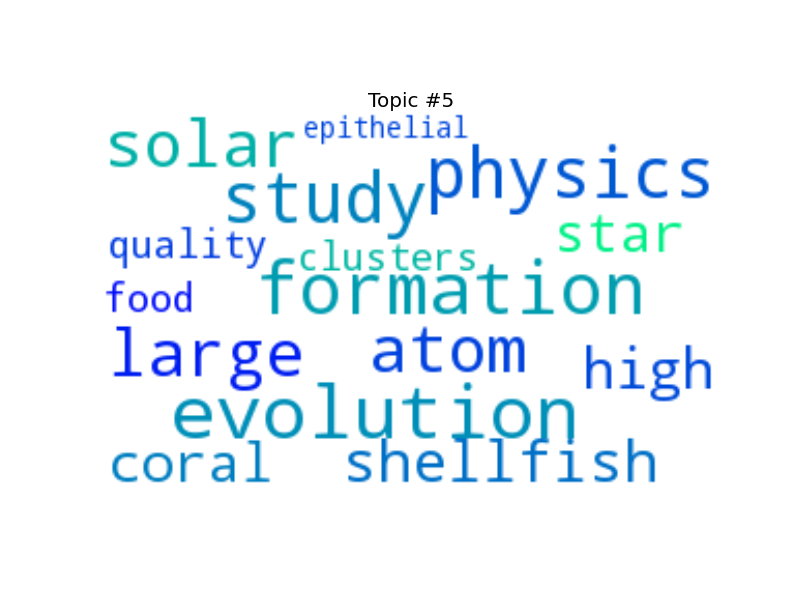 Topic #5
solar epithelial
study physics
quality clusters star
food formation
large atom high
evolution
coral shellfish